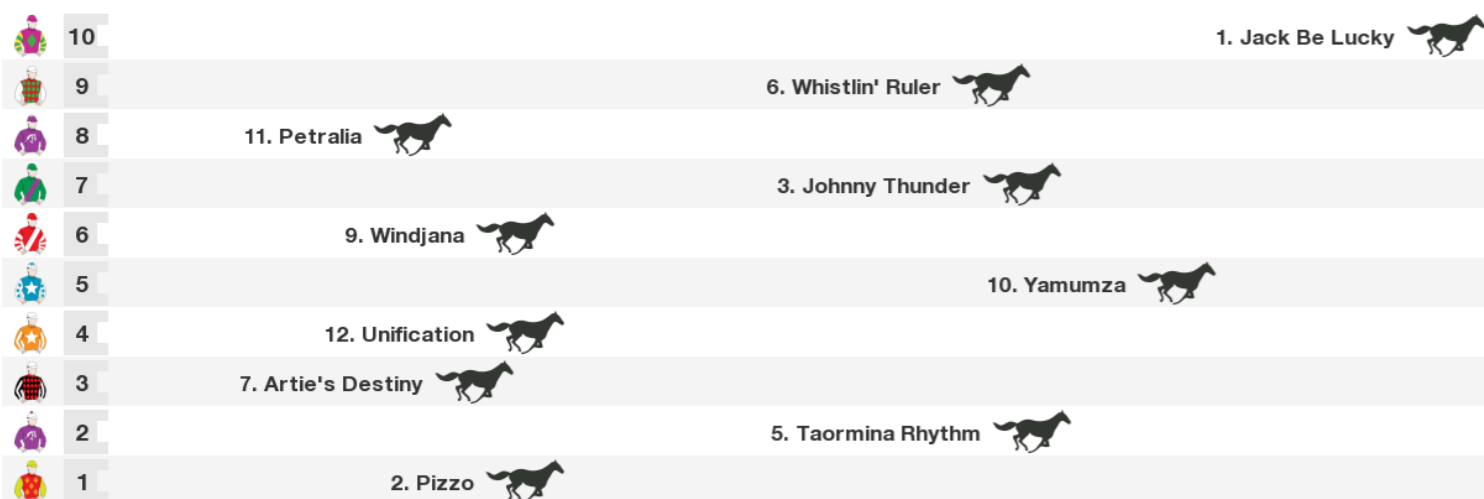 10 1. Jack Be Lucky
9 6. Whistlin' Ruler
8 11. Petralia
7 3. Johnny Thunder
6 9. Windjana
5 10. Yamumza
4 12. Unification
3 7. Artie's Destiny
2 5. Taormina Rhythm
1 2. Pizzo